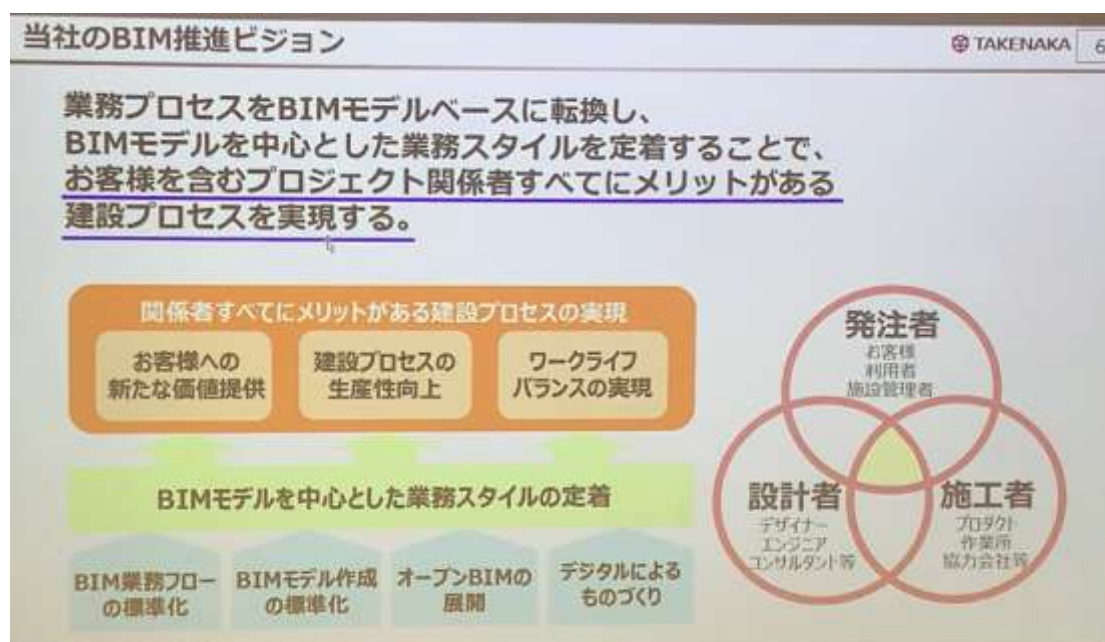 当社のBIM推進ビジョン
TAKENAKA
6
業務プロセスをBIMモデルベースに転換し、
BIMモデルを中心とした業務スタイルを定着することで、
お客様を含むプロジェクト関係者すべてにメリットがある
建設プロセスを実現する。
関係者すべてにメリットがある建設プロセスの実現
お客様への
新たな価値提供
建設プロセスの
生産性向上
ワークライフ
バランスの実現
BIMモデルを中心とした業務スタイルの定着
BIM業務フロー
の標準化
BIMモデル作成
の標準化
オープンBIMの
展開
デジタルによる
ものづくり
発注者
お客様
利用者
施設管理者
設計者
デザイナー
エンジニア
コンサルタント等
施工者
プロダクト
作業所
協力会社等